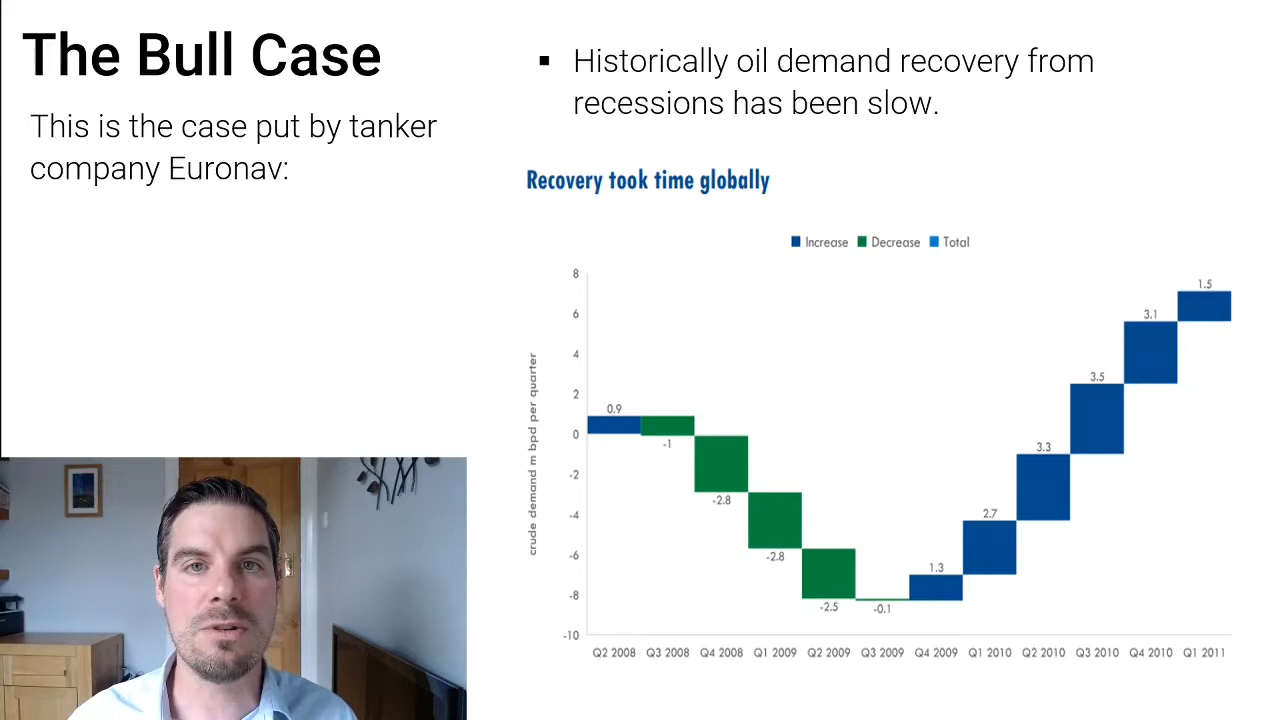 The Bull Case
This is the case put by tanker
company Euronav:
▪ Historically oil demand recovery from
recessions has been slow.
Recovery took time globally
Increase Decrease Total
crude demand m bpd per quarter
8
6
4
2
0
-2
-4
-6
-8
-10
0.9
-1
-2.8
-2.8
-2.5
-0.1
1.3
2.7
3.3
3.5
3.1
1.5
Q2 2008 Q3 2008 Q4 2008 Q1 2009 Q2 2009 Q3 2009 Q4 2009 Q1 2010 Q2 2010 Q3 2010 Q4 2010 Q1 2011